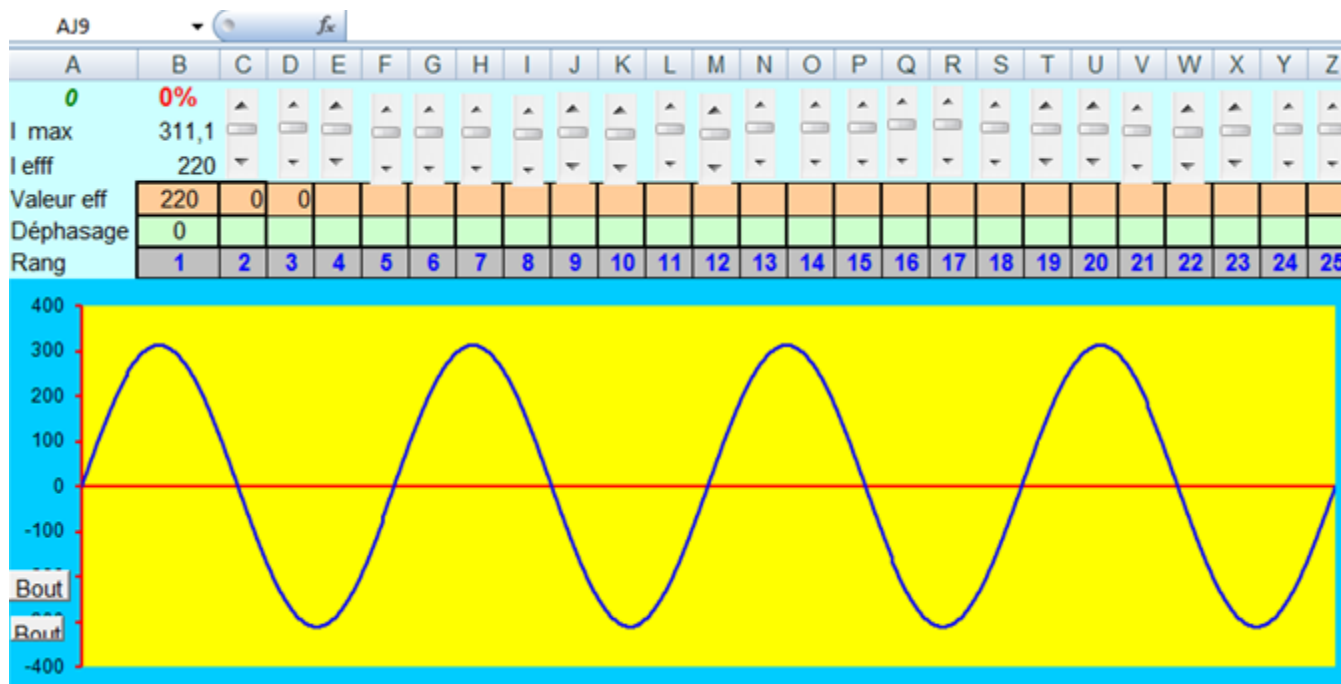 AJ9 fx
A B C D E F G H I J K L M N O P Q R S T U V W X Y Z
0 0%
I max 311,1
I efff 220
Valeur eff 220 0 0
Déphasage 0
Rang 1 2 3 4 5 6 7 8 9 10 11 12 13 14 15 16 17 18 19 20 21 22 23 24 25
400
300
200
100
0
-100
Bout
Bout
-400